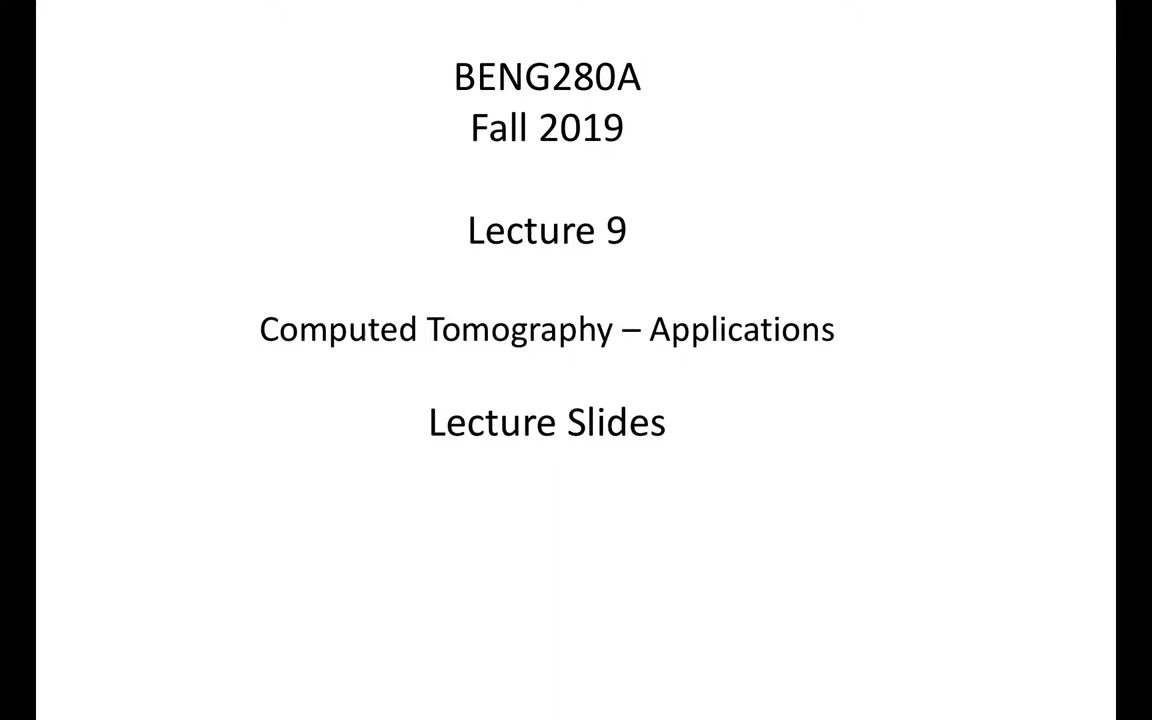 BENG280A
Fall 2019
Lecture 9
Computed Tomography – Applications
Lecture Slides